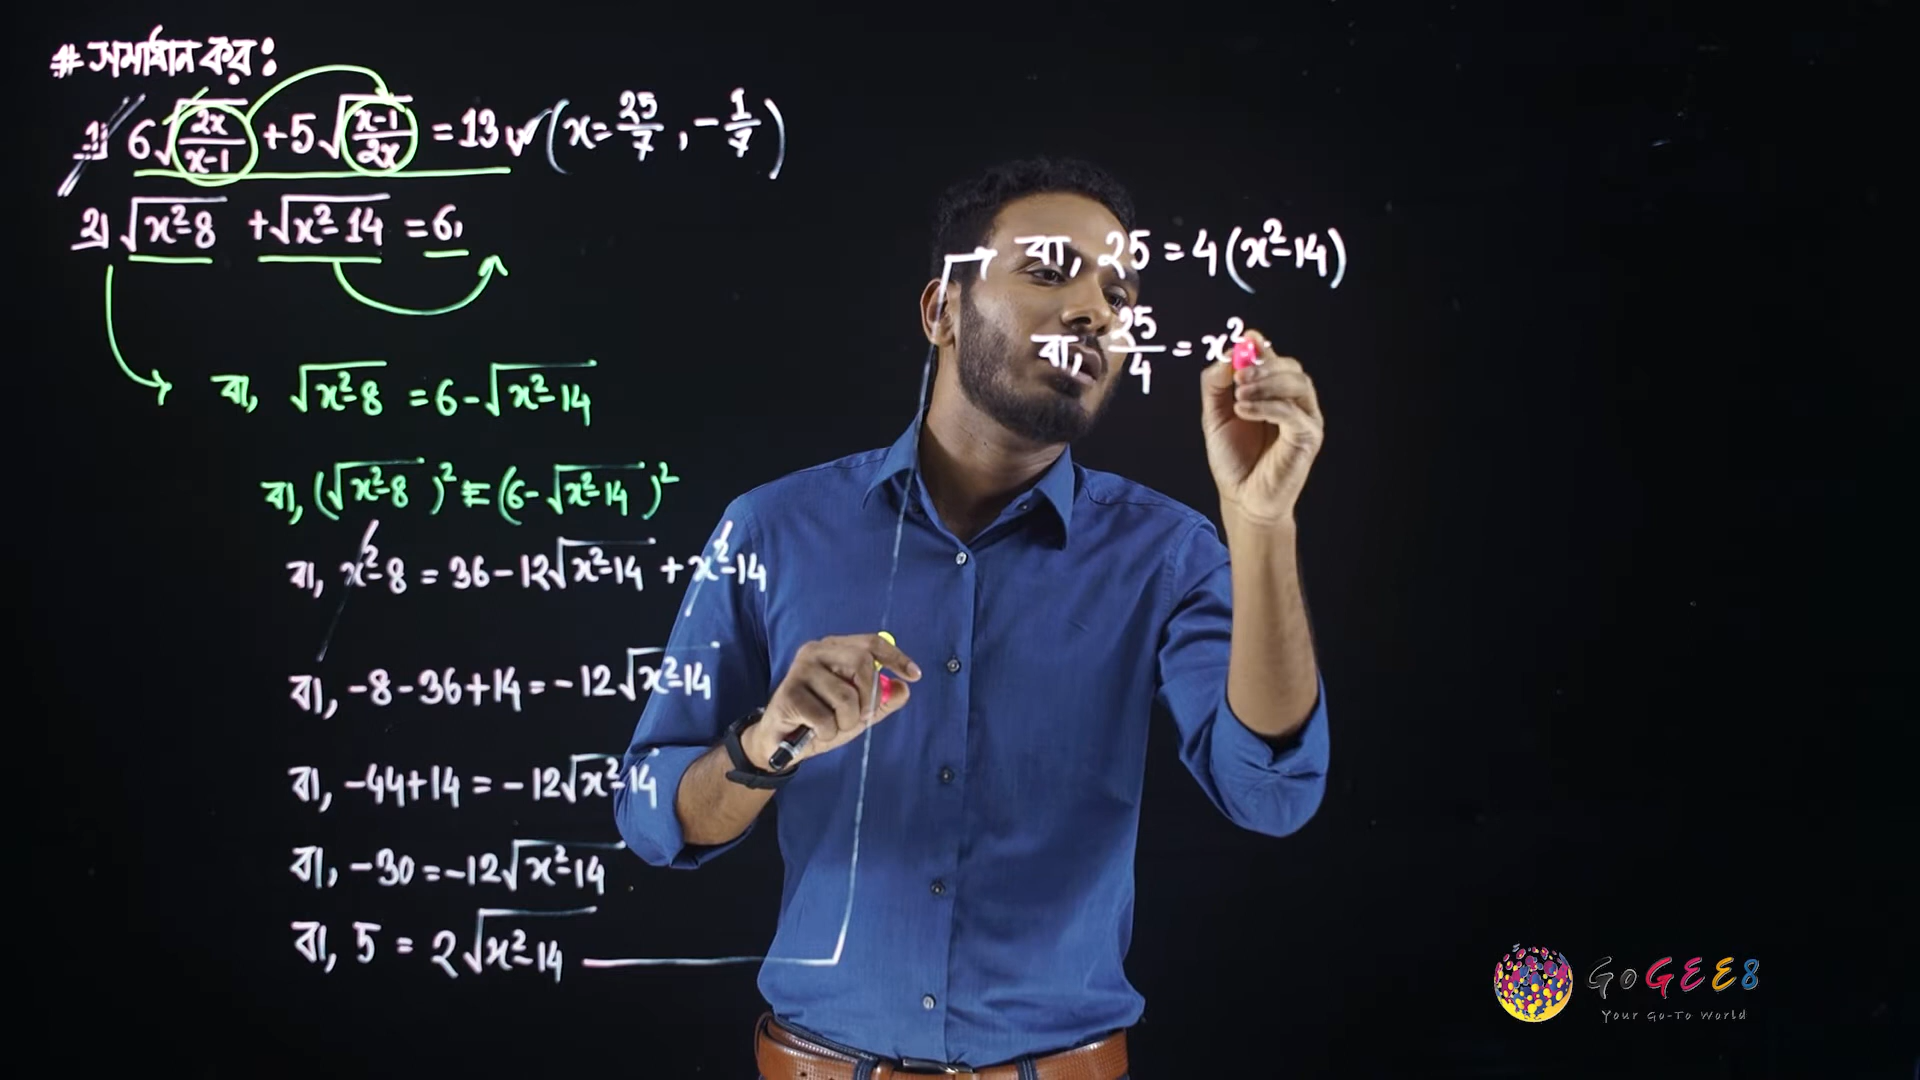 # সমাধান কর:
1) 6√(2x/(x-1)) + 5√((x-1)/2x) = 13 ✓ (x = 25/7, -1/7)
2) √(x²-8) + √(x²-14) = 6,
বা, √(x²-8) = 6 - √(x²-14)
বা, (√(x²-8))² = (6 - √(x²-14))²
বা, x²-8 = 36 - 12√(x²-14) + x²-14
বা, -8-36+14 = -12√(x²-14)
বা, -44+14 = -12√(x²-14)
বা, -30 = -12√(x²-14)
বা, 5 = 2√(x²-14)
বা, 25 = 4(x²-14)
বা, 25/4 = x²
GOGEE8
Your Go-To World